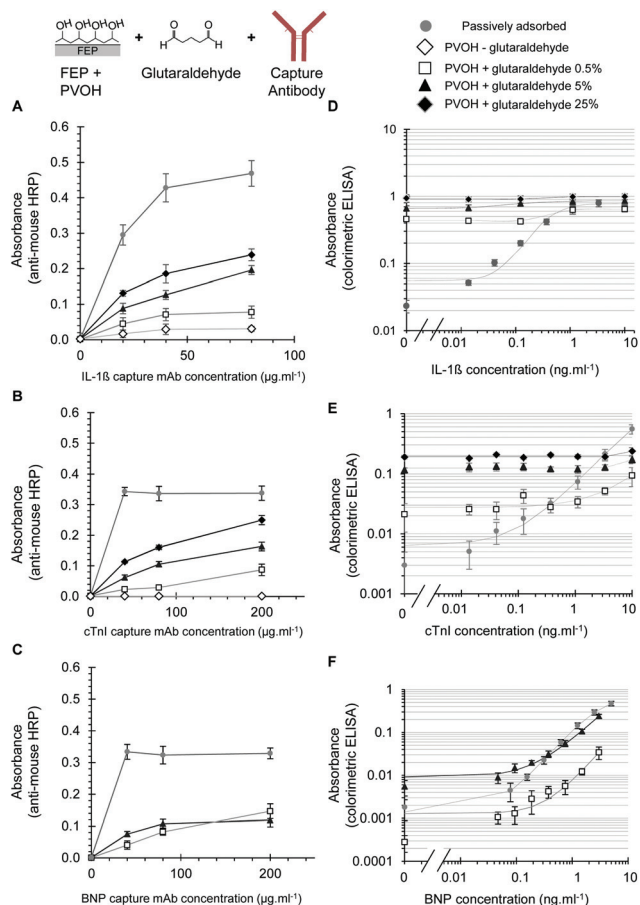 OH OH OH OH
FEP
FEP +
PVOH
+
O O
Glutaraldehyde
+
Capture
Antibody
Passively adsorbed
PVOH - glutaraldehyde
PVOH + glutaraldehyde 0.5%
PVOH + glutaraldehyde 5%
PVOH + glutaraldehyde 25%
A
Absorbance
(anti-mouse HRP)
0.6
0.5
0.4
0.3
0.2
0.1
0.0
0 50 100
IL-1ß capture mAb concentration (µg.ml-1)
D
Absorbance
(colorimetric ELISA)
10
1
0.1
0.01
0 0.01 0.1 1 10
IL-1ß concentration (ng.ml-1)
B
Absorbance
(anti-mouse HRP)
0.6
0.5
0.4
0.3
0.2
0.1
0.0
0 100 200
cTnI capture mAb concentration (µg.ml-1)
E
Absorbance
(colorimetric ELISA)
1
0.1
0.01
0.001
0 0.01 0.1 1 10
cTnI concentration (ng.ml-1)
C
Absorbance
(anti-mouse HRP)
0.6
0.5
0.4
0.3
0.2
0.1
0.0
0 100 200
BNP capture mAb concentration (µg.ml-1)
F
Absorbance
(colorimetric ELISA)
1
0.1
0.01
0.001
0.0001
0 0.01 0.1 1 10
BNP concentration (ng.ml-1)